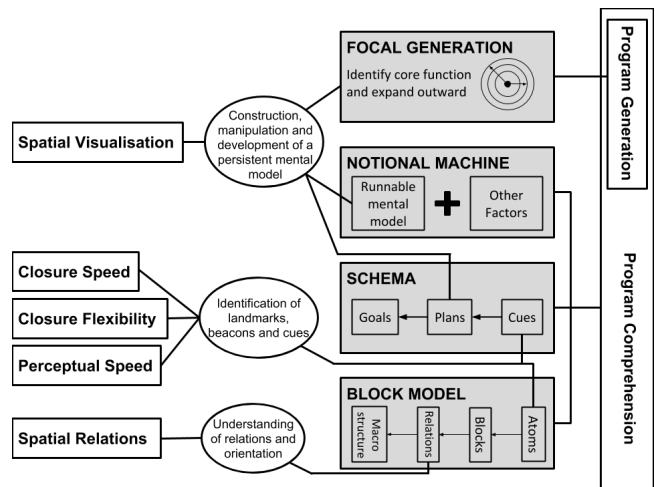 Spatial Visualisation
Closure Speed
Closure Flexibility
Perceptual Speed
Spatial Relations
Construction,
manipulation and
development of a
persistent mental
model
Identification of
landmarks,
beacons and cues
Understanding
of relations and
orientation
FOCAL GENERATION
Identify core function
and expand outward
NOTIONAL MACHINE
Runnable
mental
model
Other
Factors
SCHEMA
Goals
Plans
Cues
BLOCK MODEL
Macro
structure
Relations
Blocks
Atoms
Program Generation
Program Comprehension